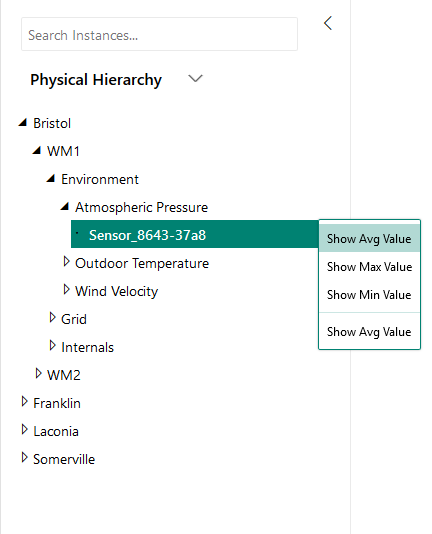 Search Instances...
Physical Hierarchy
Bristol
WM1
Environment
Atmospheric Pressure
Sensor_8643-37a8
Show Avg Value
Outdoor Temperature
Show Max Value
Wind Velocity
Show Min Value
Grid
Show Avg Value
Internals
WM2
Franklin
Laconia
Somerville